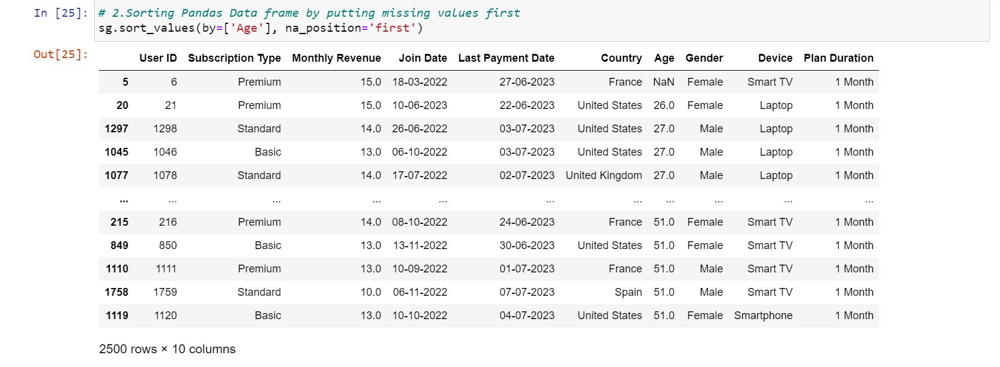 In [25]: # 2.Sorting Pandas Data frame by putting missing values first
sg.sort_values(by=['Age'], na_position='first')
Out[25]:
User ID Subscription Type Monthly Revenue Join Date Last Payment Date Country Age Gender Device Plan Duration
5 6 Premium 15.0 18-03-2022 27-06-2023 France NaN Female Smart TV 1 Month
20 21 Premium 15.0 10-06-2023 22-06-2023 United States 26.0 Female Laptop 1 Month
1297 1298 Standard 14.0 26-06-2022 03-07-2023 United States 27.0 Male Laptop 1 Month
1045 1046 Basic 13.0 06-10-2022 03-07-2023 United States 27.0 Male Laptop 1 Month
1077 1078 Standard 14.0 17-07-2022 02-07-2023 United Kingdom 27.0 Male Laptop 1 Month
... ... ... ... ... ... ... ... ... ... ...
215 216 Premium 14.0 08-10-2022 24-06-2023 France 51.0 Female Smart TV 1 Month
849 850 Basic 13.0 13-11-2022 30-06-2023 United States 51.0 Female Smart TV 1 Month
1110 1111 Premium 13.0 10-09-2022 01-07-2023 France 51.0 Male Smart TV 1 Month
1758 1759 Standard 10.0 06-11-2022 07-07-2023 Spain 51.0 Male Smart TV 1 Month
1119 1120 Basic 13.0 10-10-2022 04-07-2023 United States 51.0 Female Smartphone 1 Month
2500 rows × 10 columns